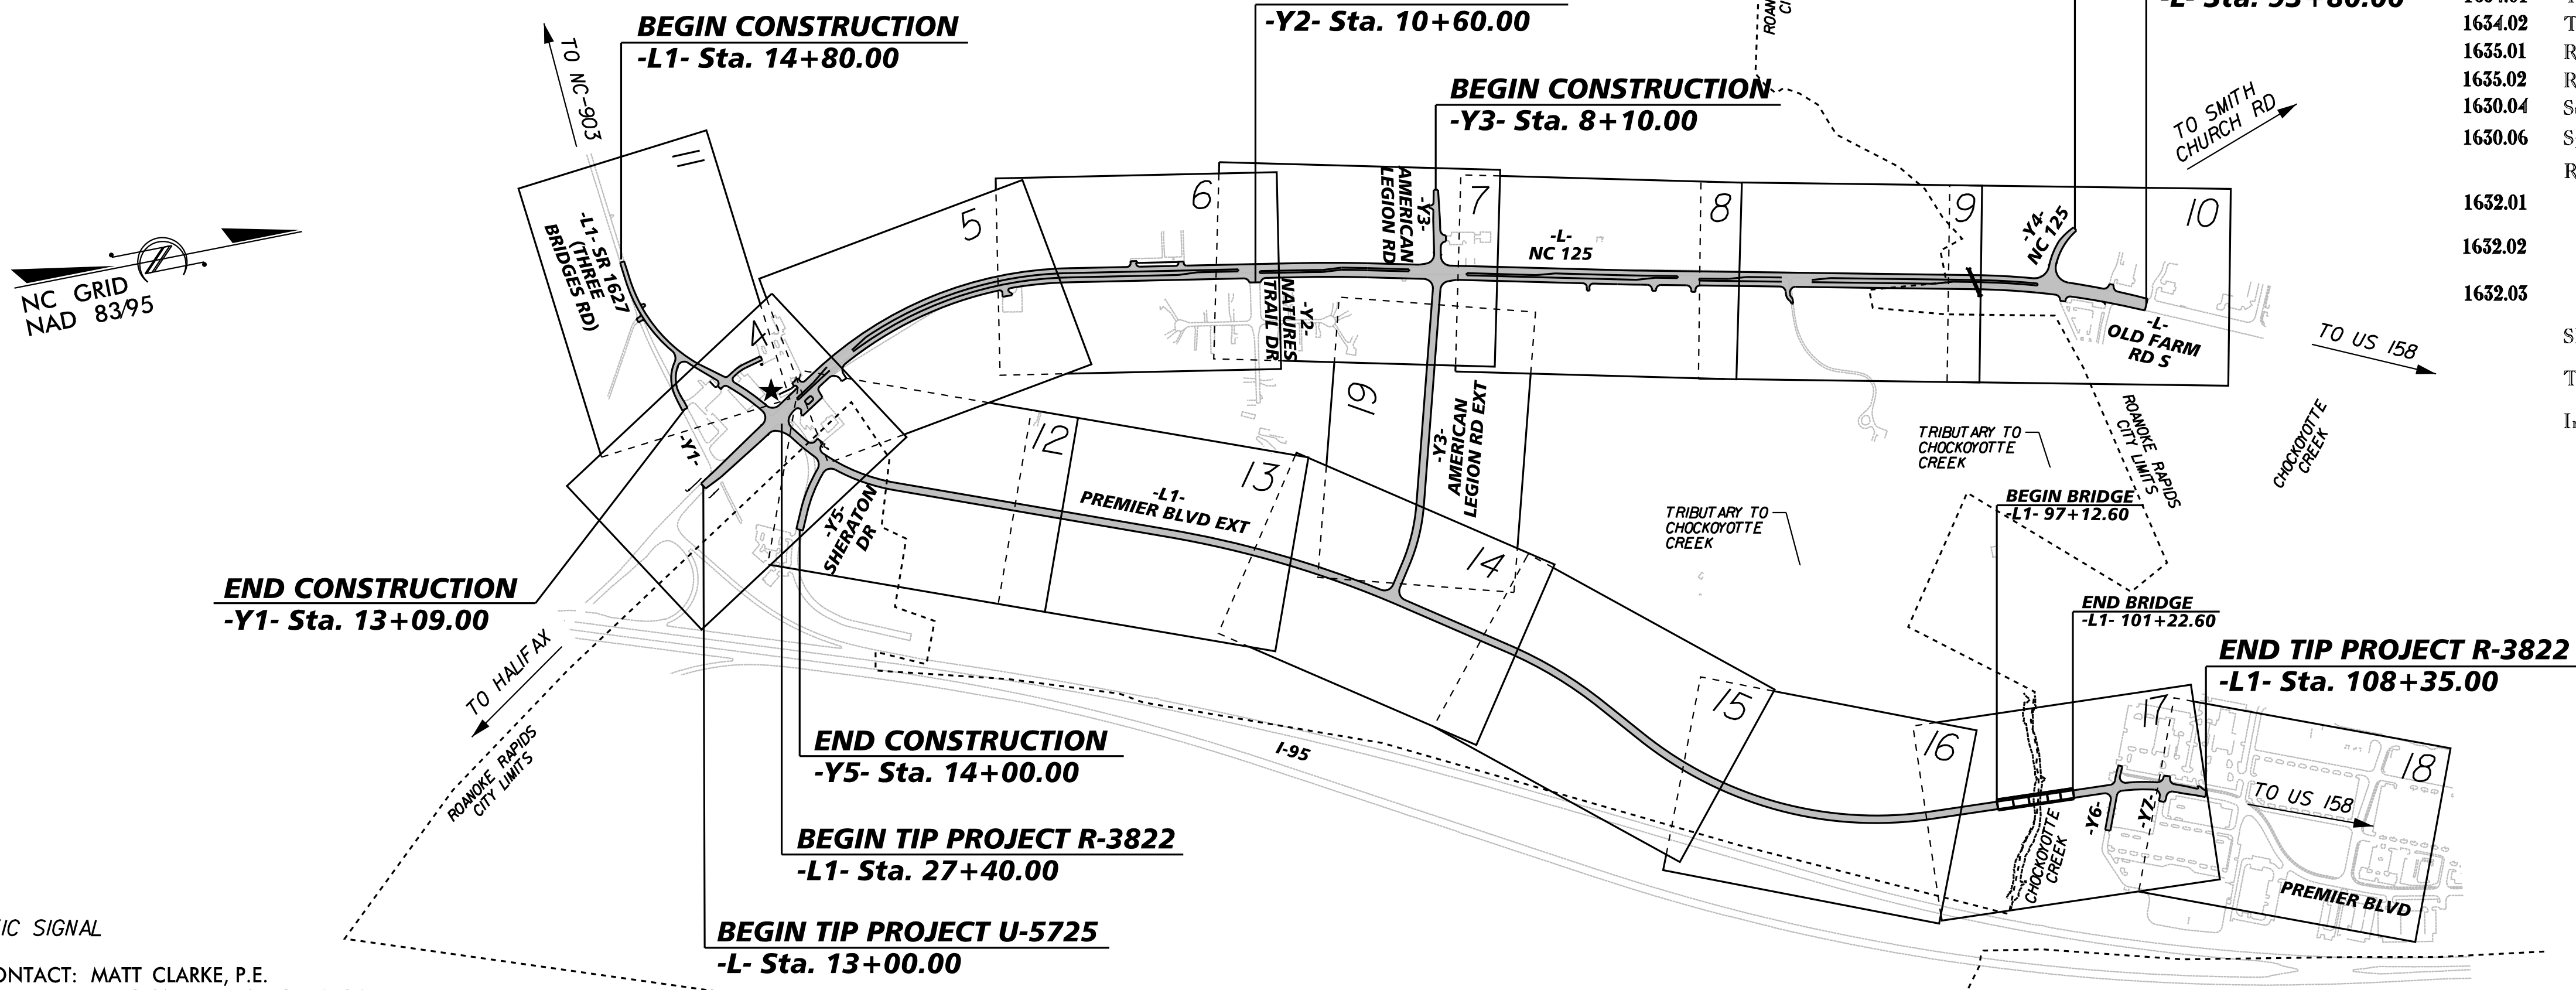 BEGIN CONSTRUCTION
-L1- Sta. 14+80.00
-Y2- Sta. 10+60.00
BEGIN CONSTRUCTION
-Y3- Sta. 8+10.00
1634.02
1635.01
1635.02
1630.04
1630.06
1632.01
1632.02
1632.03
TO NC-903
TO SMITH
CHURCH RD
NC GRID
NAD 83/95
11
-L1- SR 1627
(THREE
BRIDGES RD)
4
5
6
7
8
9
10
AMERICAN
LEGION RD
-Y3-
-L-
NC 125
-Y4-
NC 125
-Y2-
NATURES
TRAIL DR
-L-
OLD FARM
RD S
TO US 158
19
-Y3-
AMERICAN
LEGION RD EXT
12
13
-L1-
PREMIER BLVD EXT
14
-Y1-
-Y5-
SHERATON
DR
TRIBUTARY TO
CHOCKOYOTTE
CREEK
TRIBUTARY TO
CHOCKOYOTTE
CREEK
ROANOKE RAPIDS
CITY LIMITS
CHOCKOYOTTE
CREEK
BEGIN BRIDGE
-L1- 97+12.60
END BRIDGE
-L1- 101+22.60
END TIP PROJECT R-3822
-L1- Sta. 108+35.00
END CONSTRUCTION
-Y1- Sta. 13+09.00
TO HALIFAX
ROANOKE RAPIDS
CITY LIMITS
END CONSTRUCTION
-Y5- Sta. 14+00.00
I-95
15
16
17
18
TO US 158
-Y6-
-Y7-
CHOCKOYOTTE
CREEK
PREMIER BLVD
BEGIN TIP PROJECT R-3822
-L1- Sta. 27+40.00
BEGIN TIP PROJECT U-5725
-L- Sta. 13+00.00
IC SIGNAL
ONTACT: MATT CLARKE, P.E.